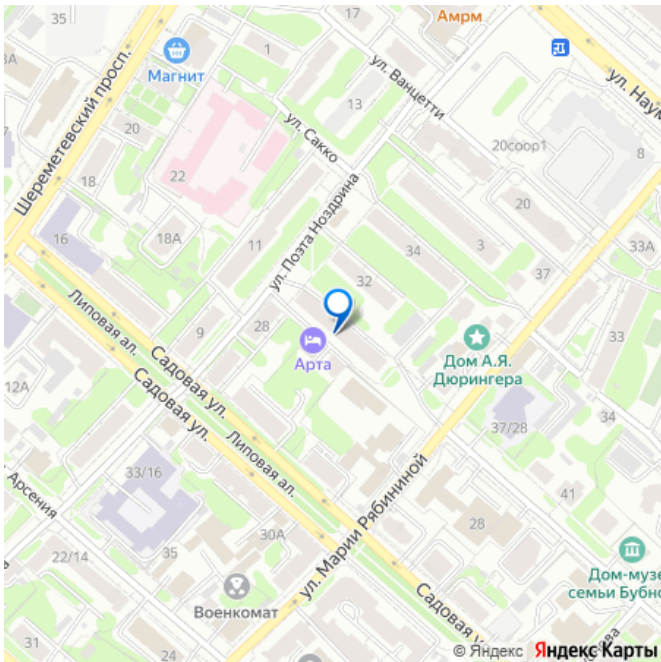 35
17
Амрм
1
Магнит
Шереметевский просп.
ул. Ванцетти
13
ул. Наум
20
ул. Сакко
20соор1
8
22
18
20
16
18А
11
ул. Поэта Ноздрина
34
3
33А
37
32
Липовая ал.
9
28
33
Садовая ул.
Арта
Дом А.Я.
Дюрингера
12А
Садовая ул.
34
37/28
Липовая ал.
33/16
Арсения
ул. Марии Рябининой
41
28
22/14
35
30А
Дом-музе
семьи Бубно
Военкомат
Садовая у
31
24
ова
© Яндекс Яндекс Карты